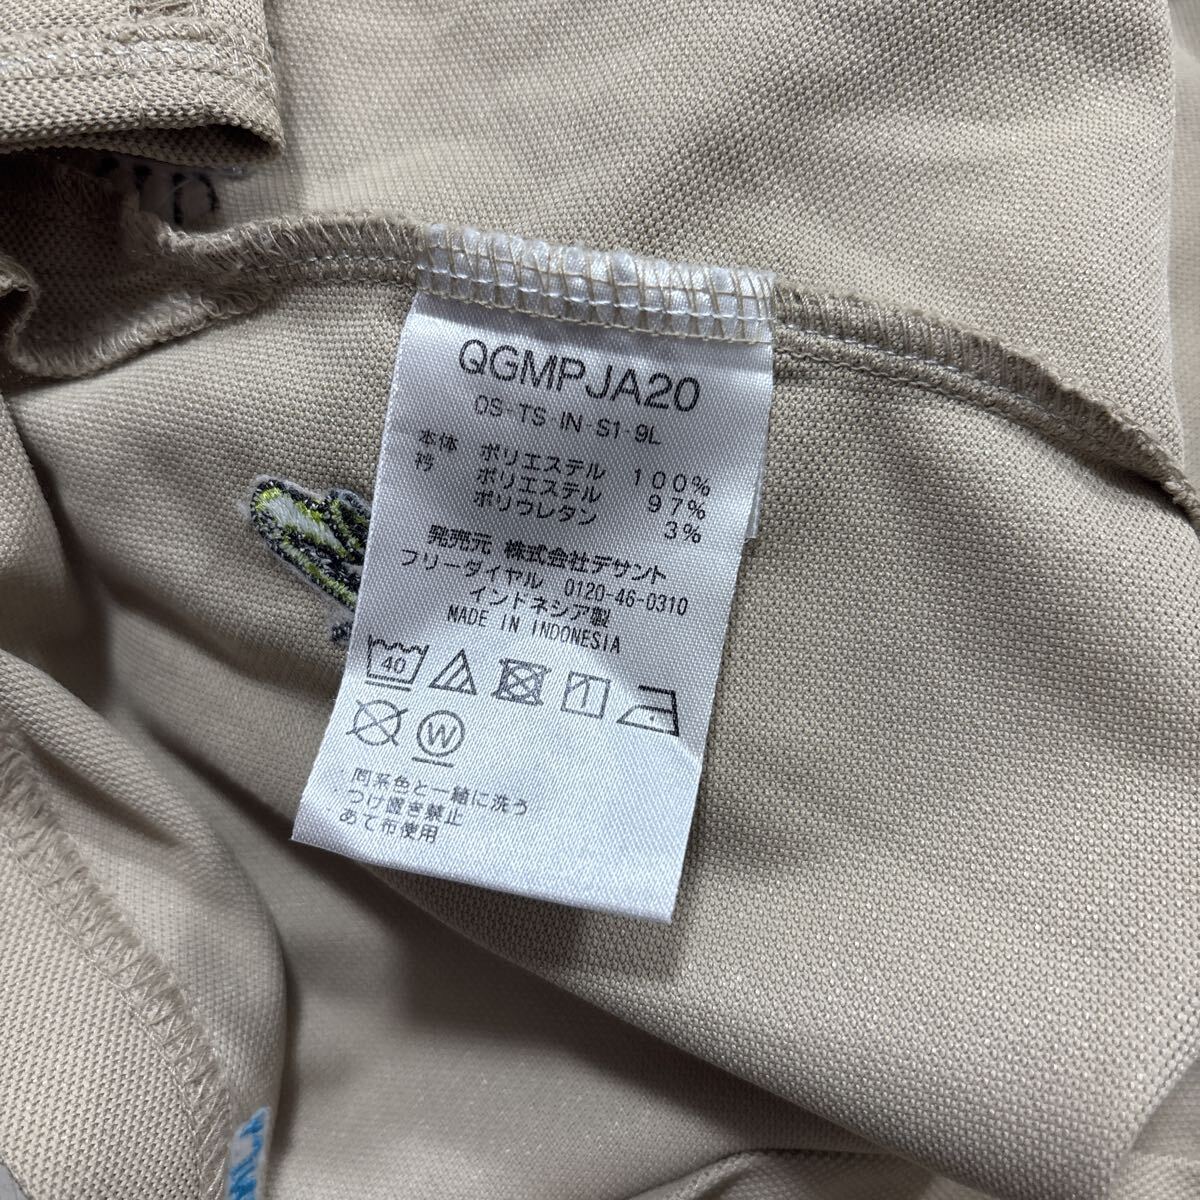 QGMPJA20
OS-TS-IN-S1-9L
本体 ポリエステル 100%
衿 ポリエステル 97%
ポリウレタン 3%
発売元 株式会社デサント
フリーダイヤル 0120-46-0310
インドネシア製
MADE IN INDONESIA
40
1
W
・同系色と一緒に洗う
・つけ置き禁止
・あて布使用